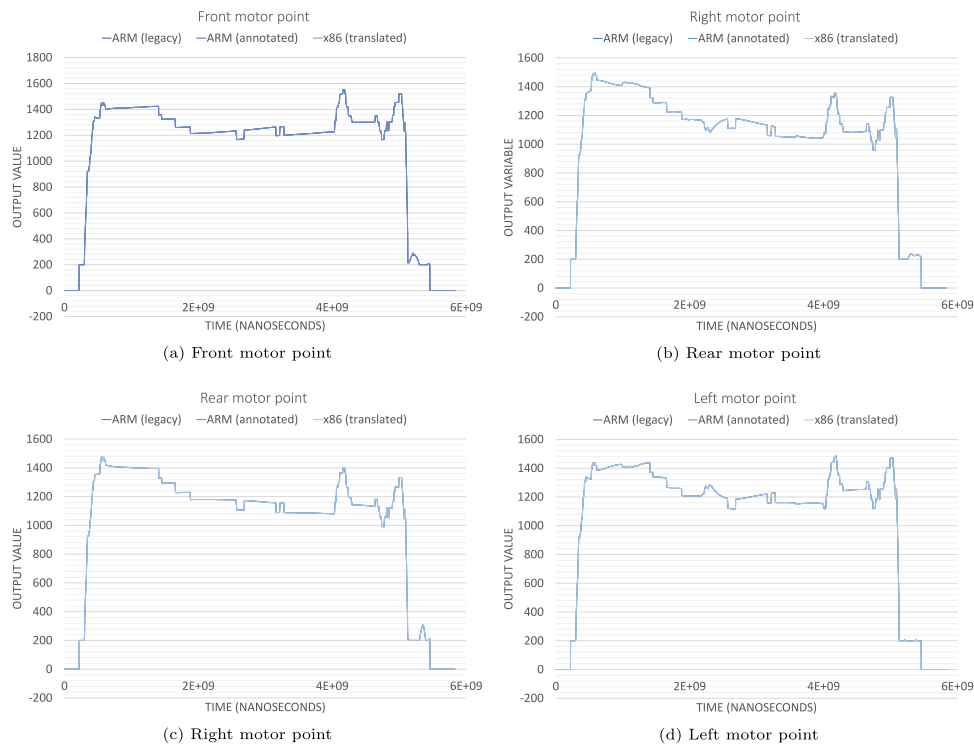 Front motor point
ARM (legacy) ARM (annotated) x86 (translated)
1800
1600
1400
1200
1000
800
600
400
200
0
-200
OUTPUT VALUE
0 2E+09 4E+09 6E+09
TIME (NANOSECONDS)
(a) Front motor point
Right motor point
ARM (legacy) ARM (annotated) x86 (translated)
1600
1400
1200
1000
800
600
400
200
0
-200
OUTPUT VARIABLE
0 2E+09 4E+09 6E+09
TIME (NANOSECONDS)
(b) Rear motor point
Rear motor point
ARM (legacy) ARM (annotated) x86 (translated)
1600
1400
1200
1000
800
600
400
200
0
-200
OUTPUT VALUE
0 2E+09 4E+09 6E+09
TIME (NANOSECONDS)
(c) Right motor point
Left motor point
ARM (legacy) ARM (annotated) x86 (translated)
1600
1400
1200
1000
800
600
400
200
0
-200
OUTPUT VALUE
0 2E+09 4E+09 6E+09
TIME (NANOSECONDS)
(d) Left motor point